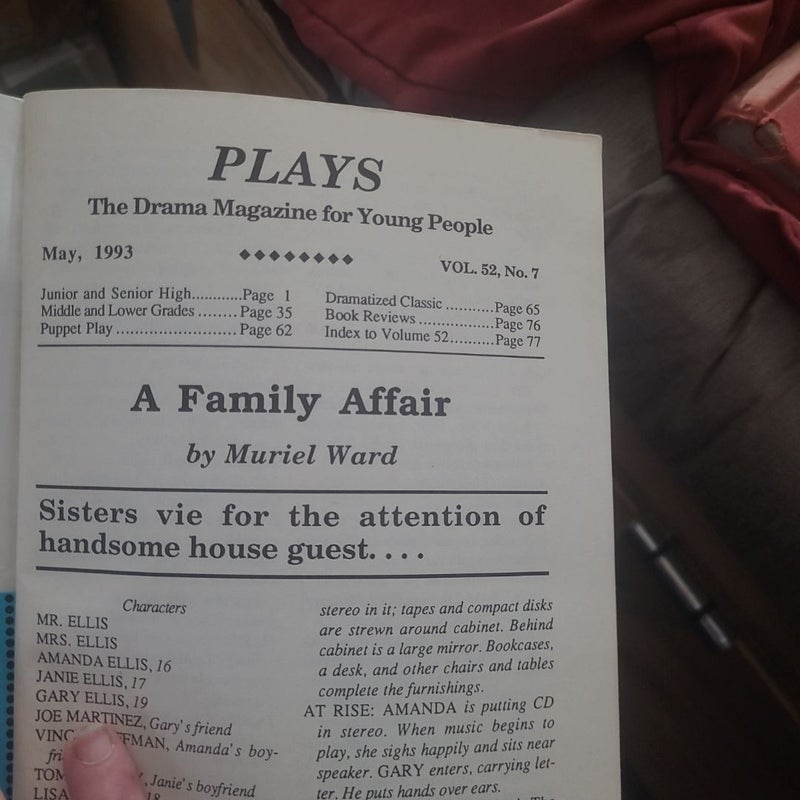 PLAYS
The Drama Magazine for Young People
May, 1993
◆◆◆◆◆◆◆◆
VOL. 52, No. 7
Junior and Senior High............Page 1
Middle and Lower Grades ........Page 35
Puppet Play ........................Page 62
Dramatized Classic ...........Page 65
Book Reviews .................Page 76
Index to Volume 52..........Page 77
A Family Affair
by Muriel Ward
Sisters vie for the attention of
handsome house guest. . . .
Characters
MR. ELLIS
MRS. ELLIS
AMANDA ELLIS, 16
JANIE ELLIS, 17
GARY ELLIS, 19
JOE MARTINEZ, Gary's friend
AMANDA's boy-
Janie's boyfriend
LISA
stereo in it; tapes and compact disks
are strewn around cabinet. Behind
cabinet is a large mirror. Bookcases,
a desk, and other chairs and tables
complete the furnishings.
AT RISE: AMANDA is putting CD
in stereo. When music begins to
play, she sighs happily and sits near
speaker. GARY enters, carrying let-
ter. He puts hands over ears.